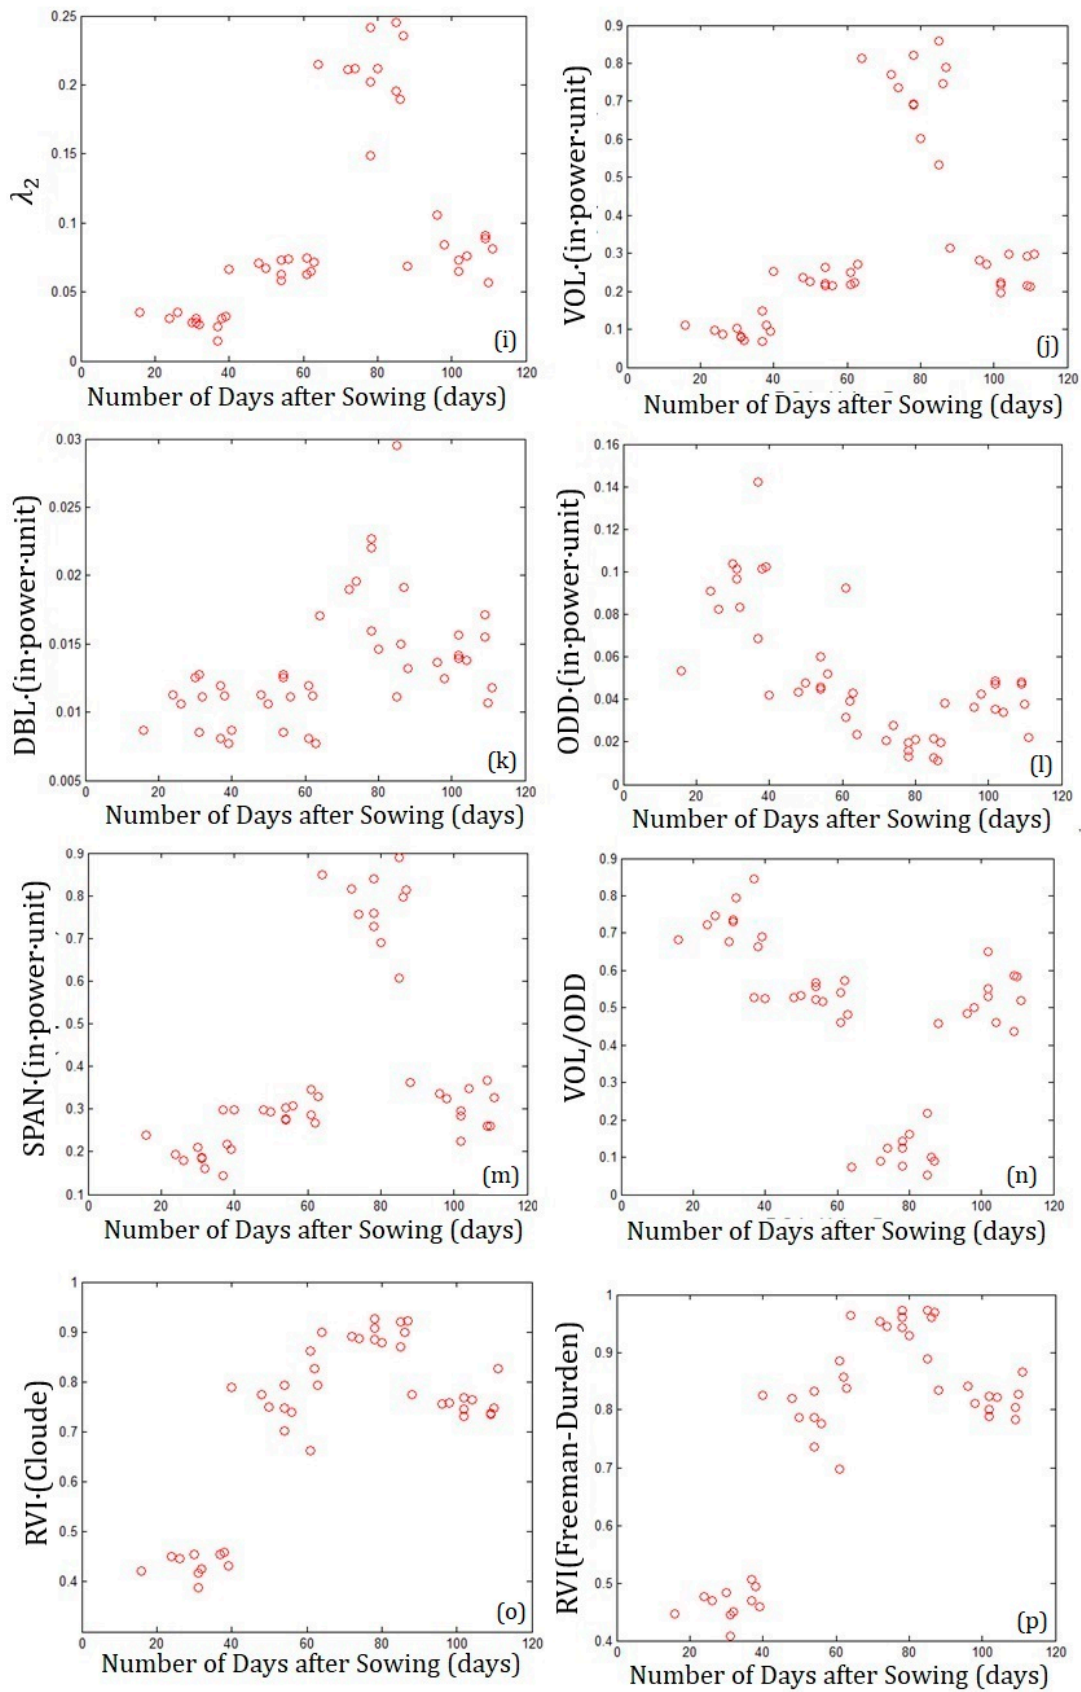 0.25
0.2
0.15
0.1
0.05
0
λ2
0 20 40 60 80 100 120
(i)
Number of Days after Sowing (days)
0.9
0.8
0.7
0.6
0.5
0.4
0.3
0.2
0.1
0
VOL·(in·power·unit)
0 20 40 60 80 100 120
(j)
Number of Days after Sowing (days)
0.03
0.025
0.02
0.015
0.01
0.005
DBL·(in·power·unit)
0 20 40 60 80 100 120
(k)
Number of Days after Sowing (days)
0.16
0.14
0.12
0.1
0.08
0.06
0.04
0.02
0
ODD·(in·power·unit)
0 20 40 60 80 100 120
(l)
Number of Days after Sowing (days)
0.9
0.8
0.7
0.6
0.5
0.4
0.3
0.2
0.1
SPAN·(in·power·unit)
0 20 40 60 80 100 120
(m)
Number of Days after Sowing (days)
0.9
0.8
0.7
0.6
0.5
0.4
0.3
0.2
0.1
0
VOL/ODD
0 20 40 60 80 100 120
(n)
Number of Days after Sowing (days)
1
0.9
0.8
0.7
0.6
0.5
0.4
RVI·(Cloude)
0 20 40 60 80 100 120
(o)
Number of Days after Sowing (days)
1
0.9
0.8
0.7
0.6
0.5
0.4
RVI(Freeman-Durden)
0 20 40 60 80 100 120
(p)
Number of Days after Sowing (days)